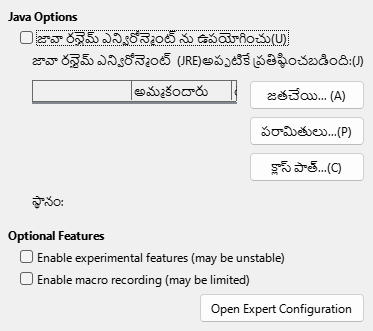 Java Options
జావా రన్టైమ్ ఎన్విరోన్మెంట్ ను ఉపయోగించు(U)
జావా రన్టైమ్ ఎన్విరోన్మెంట్ (JRE)అప్పటికే ప్రతిష్ఠించబడింది:(J)
అమ్మకందారు
జతచేయి... (A)
పరామితులు...(P)
క్లాస్ పాత్...(C)
స్థానం:
Optional Features
Enable experimental features (may be unstable)
Enable macro recording (may be limited)
Open Expert Configuration